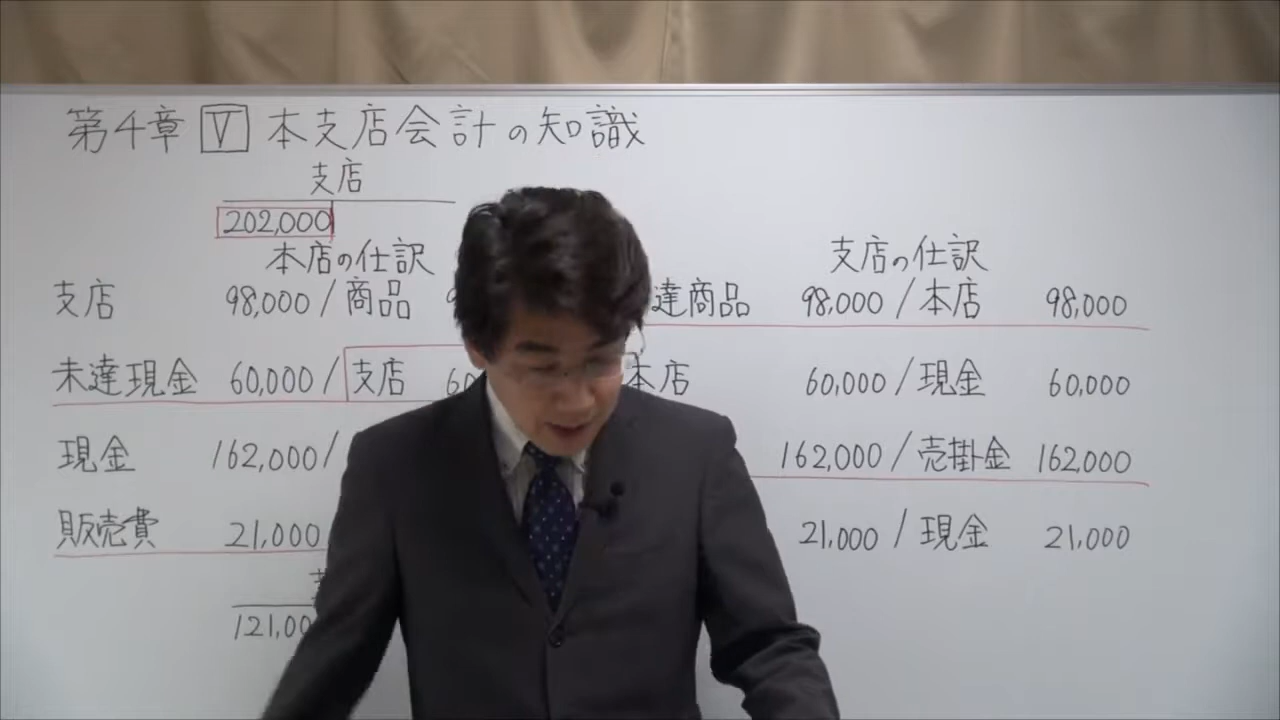 第4章 Ⅴ 本支店会計の知識
支店
202,000
本店の仕訳
支店 98,000 / 商品
未達現金 60,000 / 支店 60
現金 162,000 /
販売費 21,000
121,00
支店の仕訳
達商品 98,000 / 本店 98,000
本店 60,000 / 現金 60,000
162,000 / 売掛金 162,000
21,000 / 現金 21,000